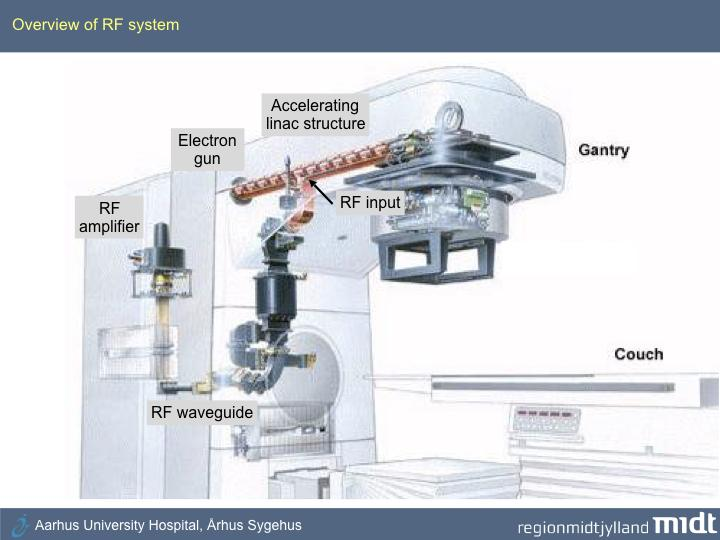 Overview of RF system
Accelerating
linac structure
Electron
gun
Gantry
RF input
RF
amplifier
Couch
RF waveguide
Aarhus University Hospital, Århus Sygehus
regionmidtjylland midt